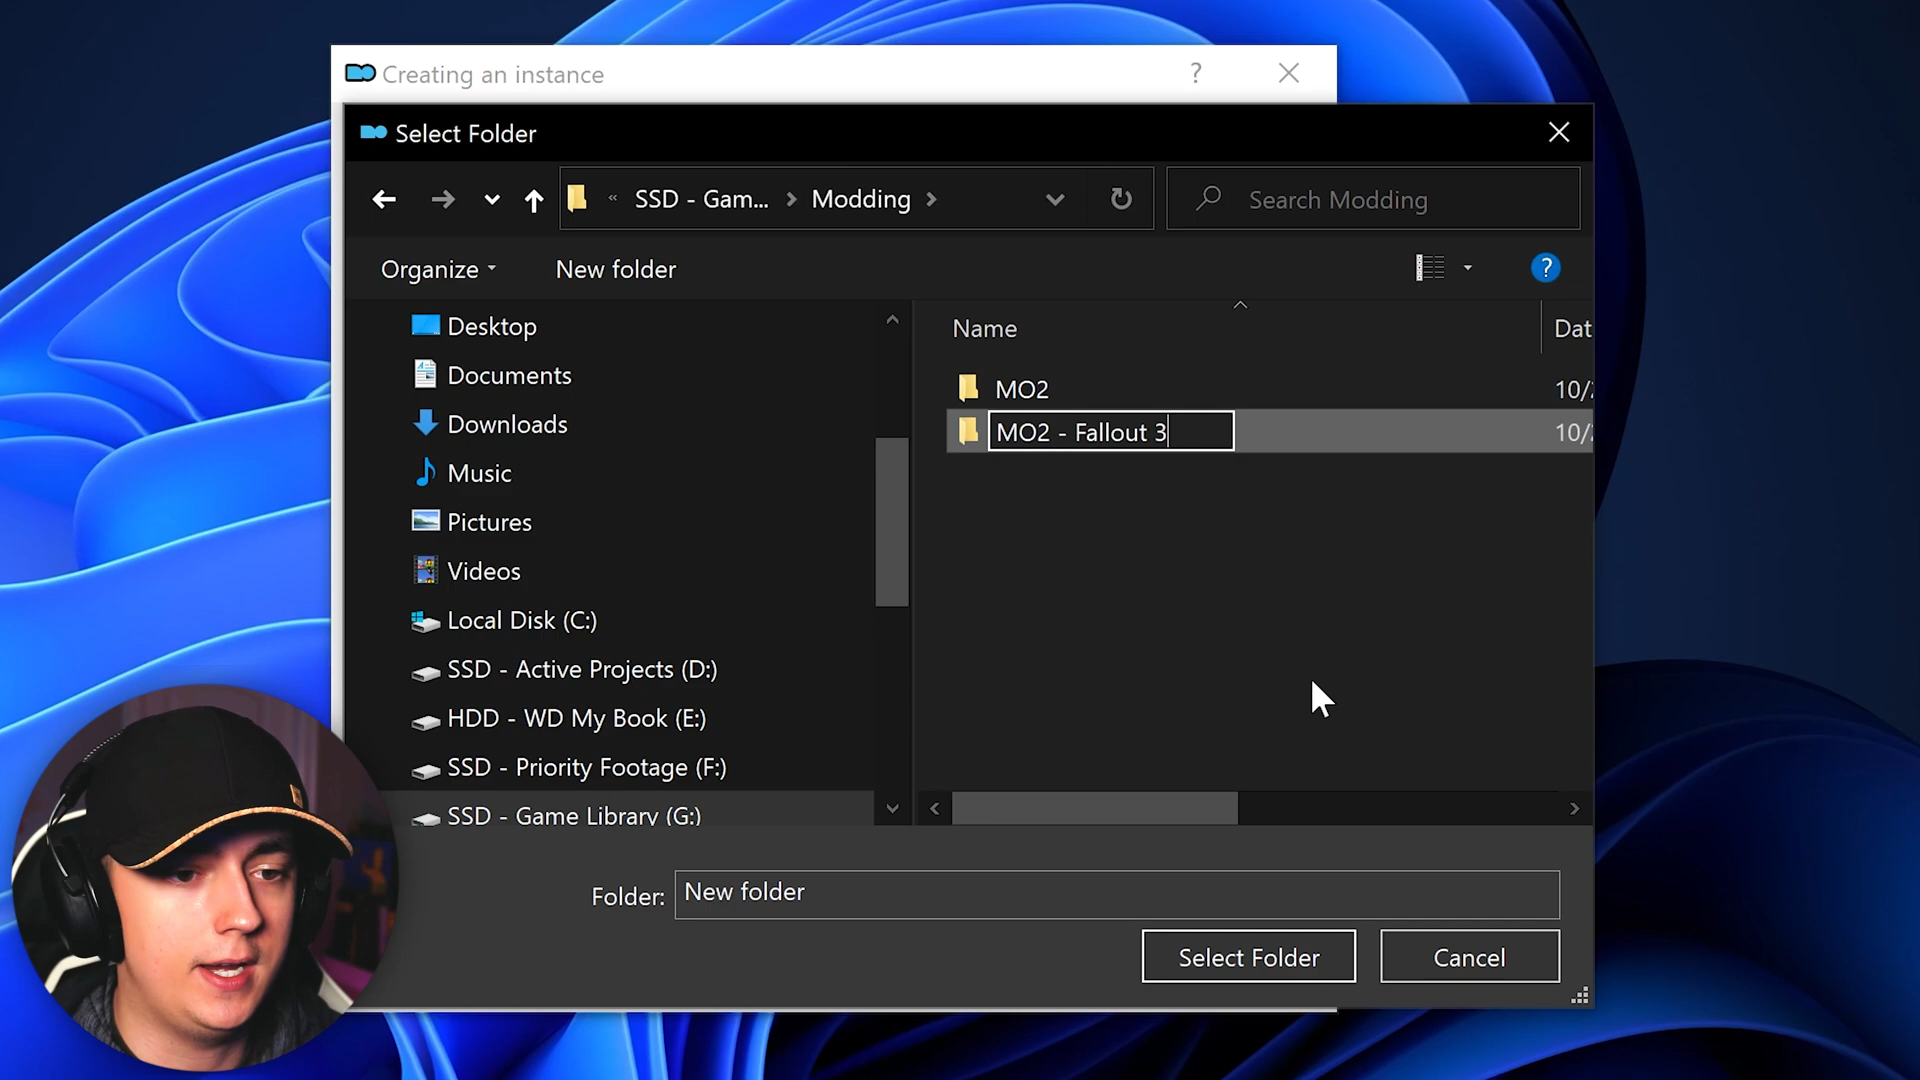 Creating an instance ?
Select Folder
« SSD - Gam... Modding
Search Modding
Organize
New folder
?
Desktop
Documents
Downloads
Music
Pictures
Videos
Local Disk (C:)
SSD - Active Projects (D:)
HDD - WD My Book (E:)
SSD - Priority Footage (F:)
SSD - Game Library (G:)
Name Dat
MO2 10/
MO2 - Fallout 3 10/
Folder: New folder
Select Folder Cancel